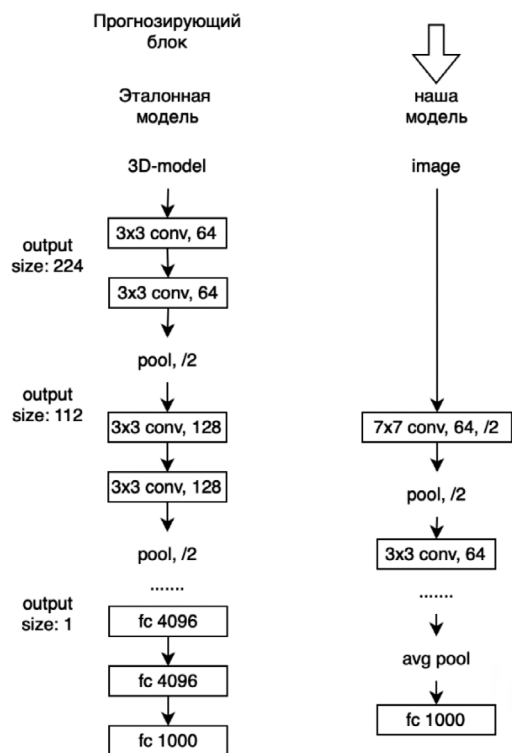 Прогнозирующий
блок
Эталонная
модель
наша
модель
3D-model
image
3x3 conv, 64
output
size: 224
3x3 conv, 64
pool, /2
output
size: 112
3x3 conv, 128
7x7 conv, 64, /2
3x3 conv, 128
pool, /2
pool, /2
3x3 conv, 64
.......
.......
output
size: 1
fc 4096
fc 4096
avg pool
fc 1000
fc 1000